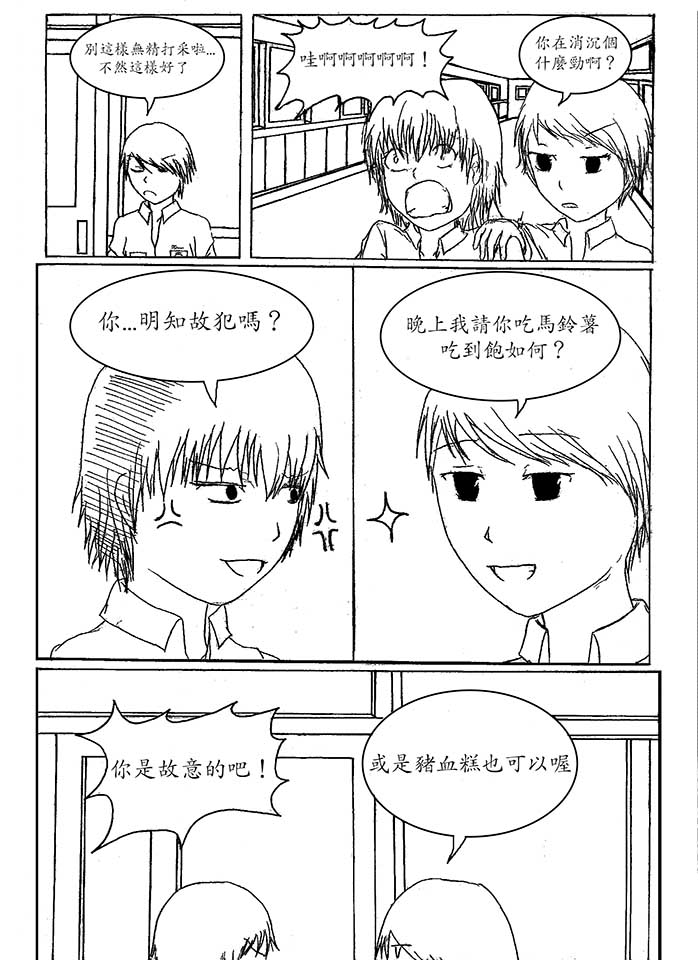 你在消沉個
什麼勁啊？
哇啊啊啊啊啊！
別這樣無精打采啦...
不然這樣好了
晚上我請你吃馬鈴薯
吃到飽如何？
你...明知故犯嗎？
或是豬血糕也可以喔
你是故意的吧！